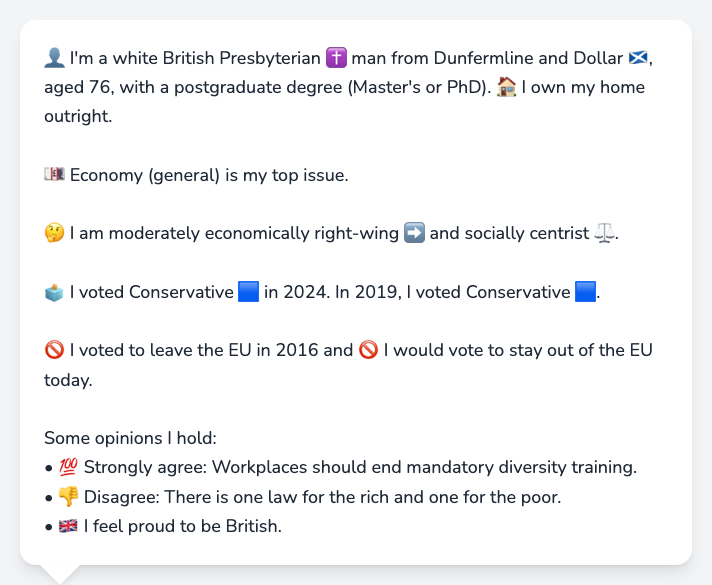 👤 I'm a white British Presbyterian ✝️ man from Dunfermline and Dollar 🏴󠁧󠁢󠁳󠁣󠁴󠁿,
aged 76, with a postgraduate degree (Master's or PhD). 🏠 I own my home
outright.
💷 Economy (general) is my top issue.
🤔 I am moderately economically right-wing ➡️ and socially centrist ⚖️.
🗳️ I voted Conservative 🟦 in 2024. In 2019, I voted Conservative 🟦.
🚫 I voted to leave the EU in 2016 and 🚫 I would vote to stay out of the EU
today.
Some opinions I hold:
• 💯 Strongly agree: Workplaces should end mandatory diversity training.
• 👎 Disagree: There is one law for the rich and one for the poor.
• 🇬🇧 I feel proud to be British.